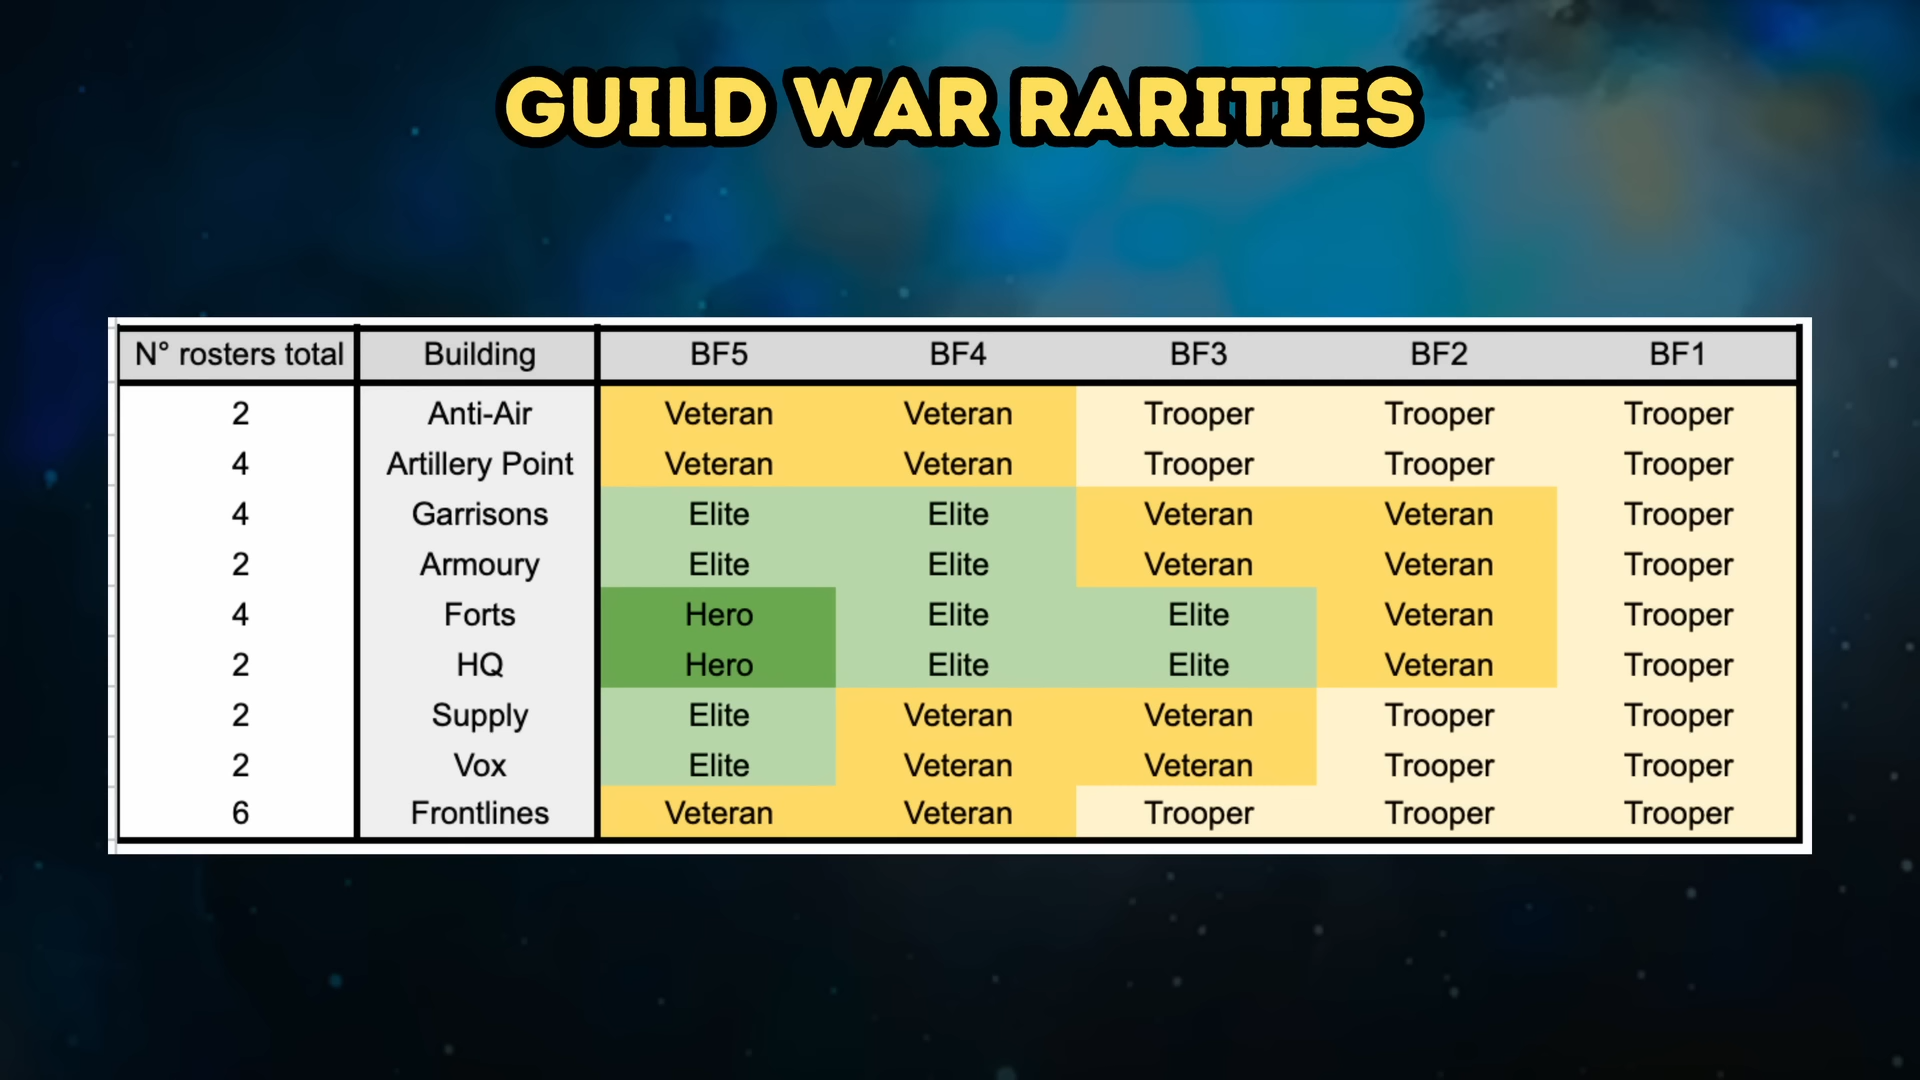 GUILD WAR RARITIES
N° rosters total Building BF5 BF4 BF3 BF2 BF1
2 Anti-Air Veteran Veteran Trooper Trooper Trooper
4 Artillery Point Veteran Veteran Trooper Trooper Trooper
4 Garrisons Elite Elite Veteran Veteran Trooper
2 Armoury Elite Elite Veteran Veteran Trooper
4 Forts Hero Elite Elite Veteran Trooper
2 HQ Hero Elite Elite Veteran Trooper
2 Supply Elite Veteran Veteran Trooper Trooper
2 Vox Elite Veteran Veteran Trooper Trooper
6 Frontlines Veteran Veteran Trooper Trooper Trooper